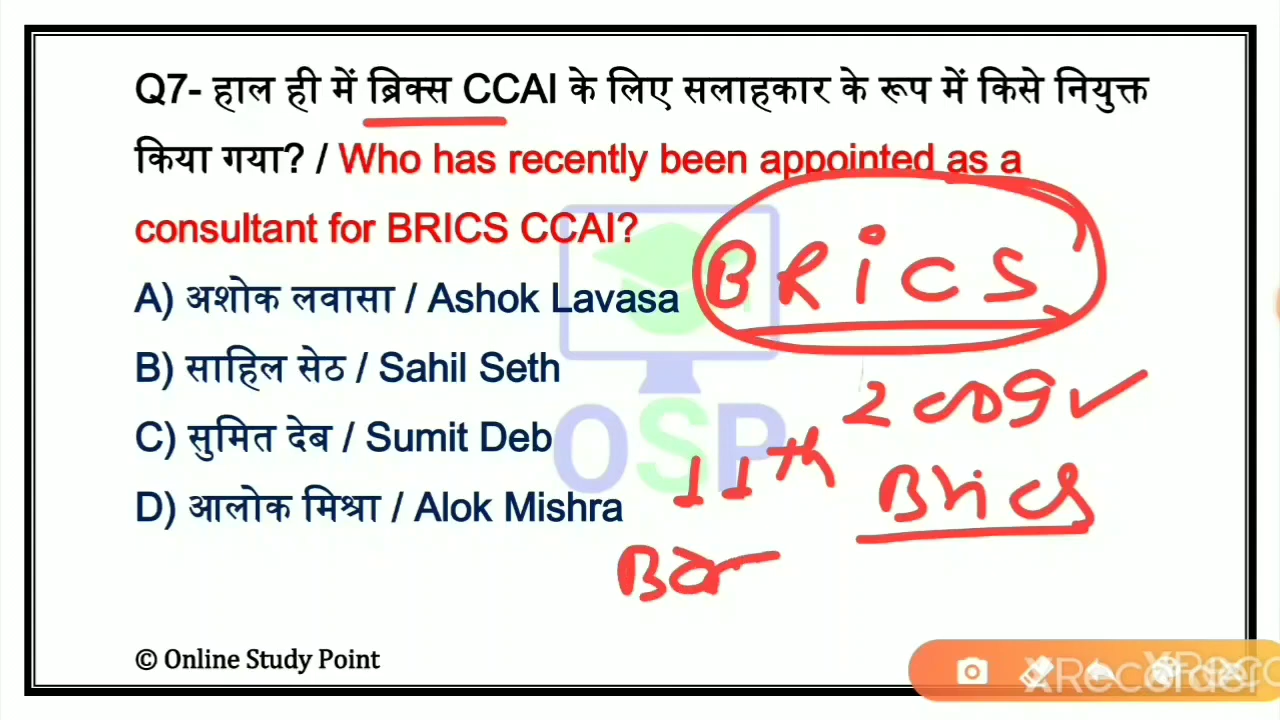 Q7- हाल ही में ब्रिक्स CCAI के लिए सलाहकार के रूप में किसे नियुक्त
किया गया? / Who has recently been appointed as a
consultant for BRICS CCAI?
BRiCS
A) अशोक लवासा / Ashok Lavasa
B) साहिल सेठ / Sahil Seth
2009
C) सुमित देब / Sumit Deb
OSP
11th
Brics
D) आलोक मिश्रा / Alok Mishra
© Online Study Point
XRecorder